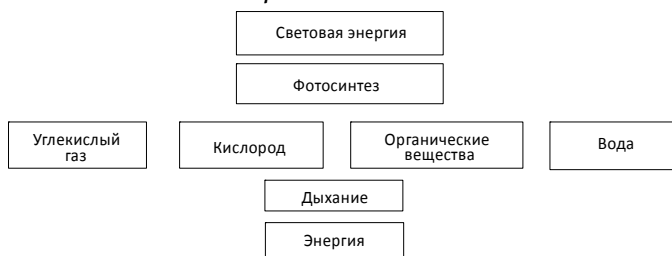 Световая энергия
Фотосинтез
Углекислый
газ
Кислород
Органические
вещества
Вода
Дыхание
Энергия